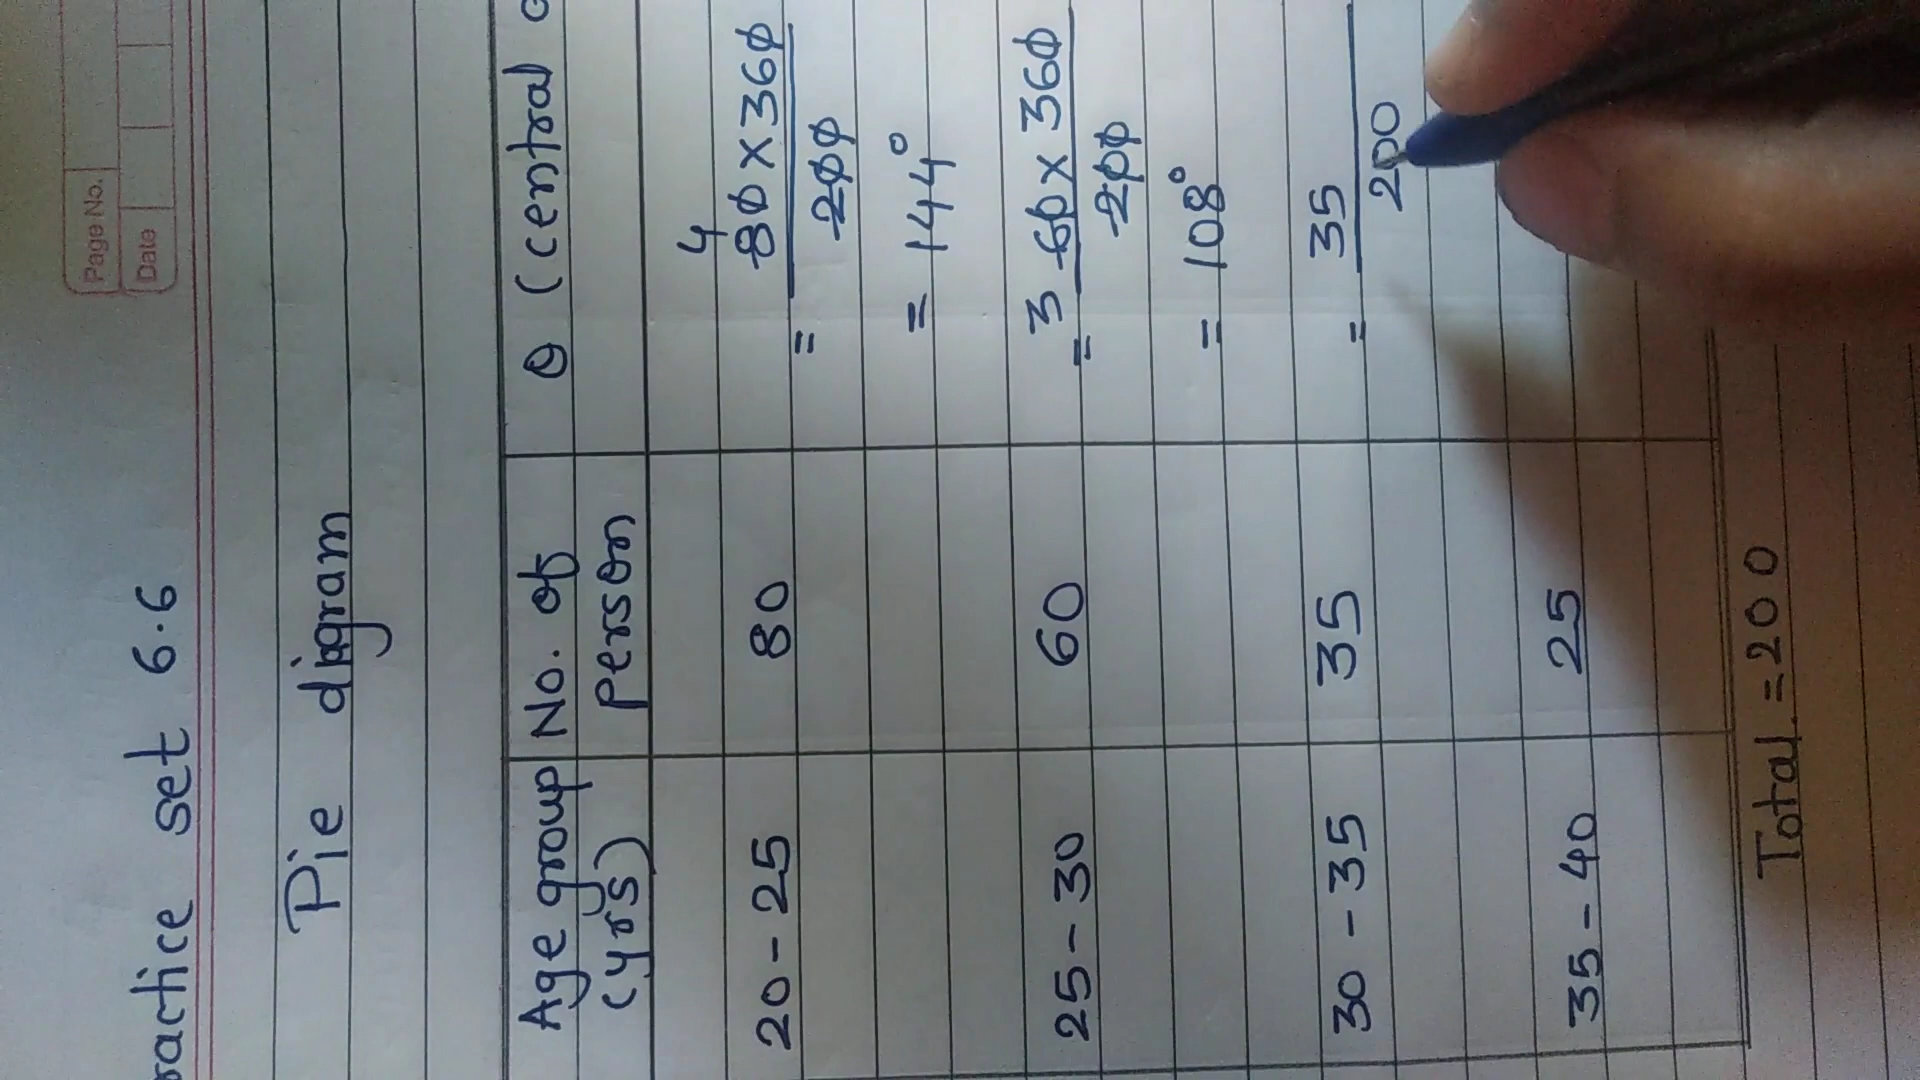 Page No.
Date
ractice set 6.6
Pie diagram
Age group (yrs) No. of person θ (central
20-25 80 = 80 × 360 / 200
4
= 144°
25-30 60 = 60 × 360 / 200
3
= 108°
30-35 35 = 35 / 200
35-40 25
Total = 200